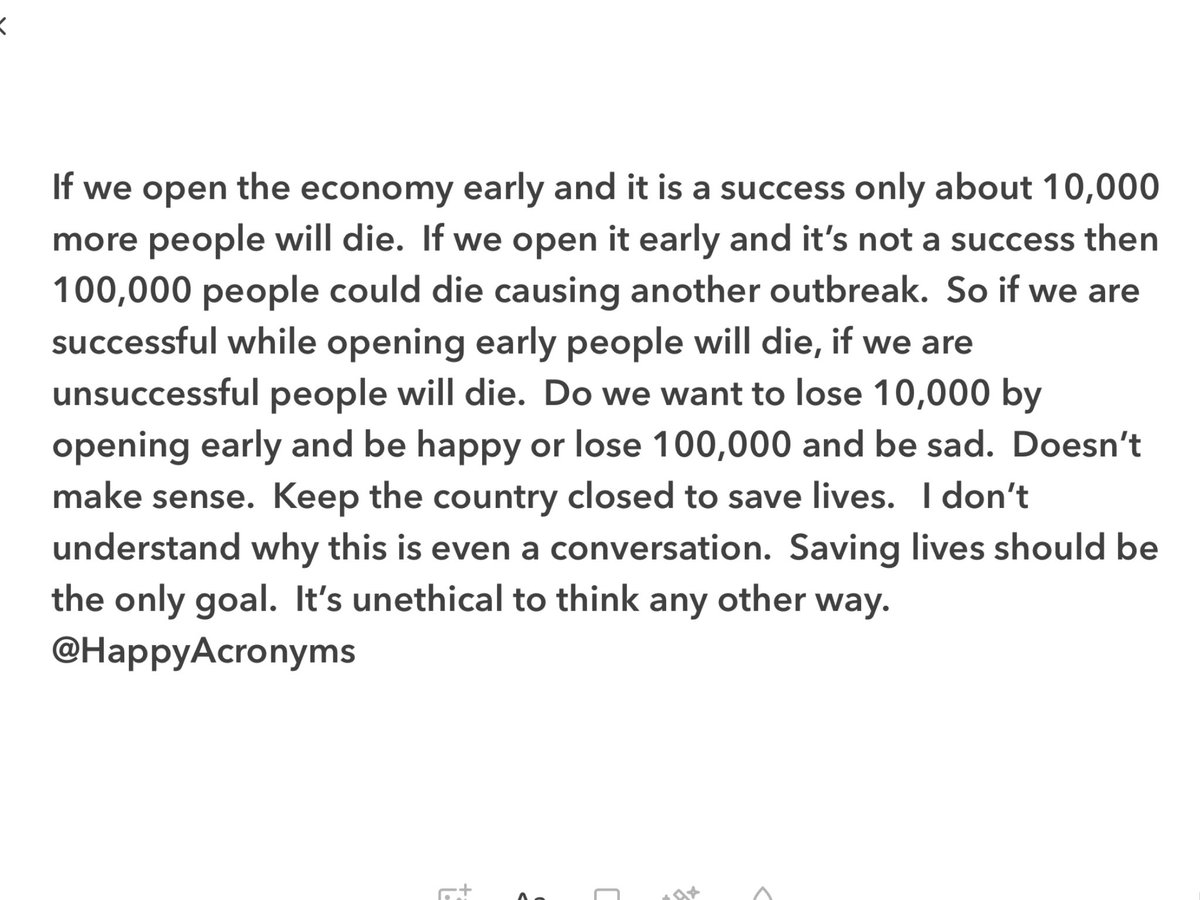 If we open the economy early and it is a success only about 10,000
more people will die.  If we open it early and it’s not a success then
100,000 people could die causing another outbreak.  So if we are
successful while opening early people will die, if we are
unsuccessful people will die.  Do we want to lose 10,000 by
opening early and be happy or lose 100,000 and be sad.  Doesn’t
make sense.  Keep the country closed to save lives.   I don’t
understand why this is even a conversation.  Saving lives should be
the only goal.  It’s unethical to think any other way.
@HappyAcronyms